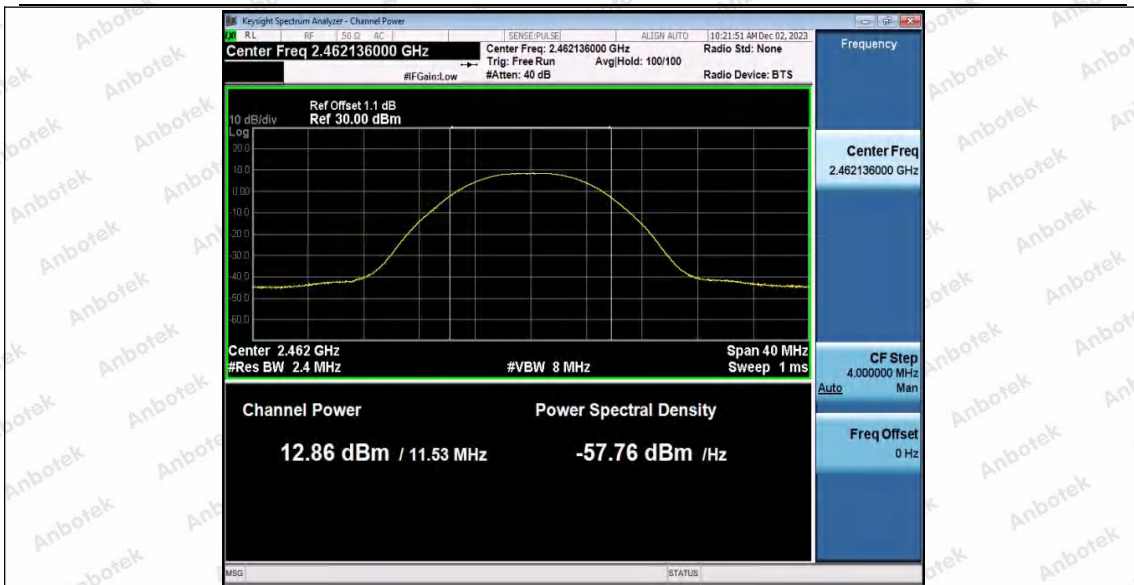 Keysight Spectrum Analyzer - Channel Power
RL RF 50 Ω AC SENSE:PULSE ALIGN AUTO 10:21:51 AM Dec 02, 2023
Center Freq 2.462136000 GHz Center Freq: 2.462136000 GHz Radio Std: None
Trig: Free Run Avg|Hold: 100/100
#IFGain:Low #Atten: 40 dB Radio Device: BTS
Ref Offset 1.1 dB
10 dB/div Ref 30.00 dBm
Log
20.0
10.0
0.00
-10.0
-20.0
-30.0
-40.0
-50.0
-60.0
Center 2.462 GHz Span 40 MHz
#Res BW 2.4 MHz #VBW 8 MHz Sweep 1 ms
Channel Power Power Spectral Density
12.86 dBm / 11.53 MHz -57.76 dBm /Hz
MSG STATUS
Frequency
Center Freq
2.462136000 GHz
CF Step
4.000000 MHz
Auto Man
Freq Offset
0 Hz
Anbotek